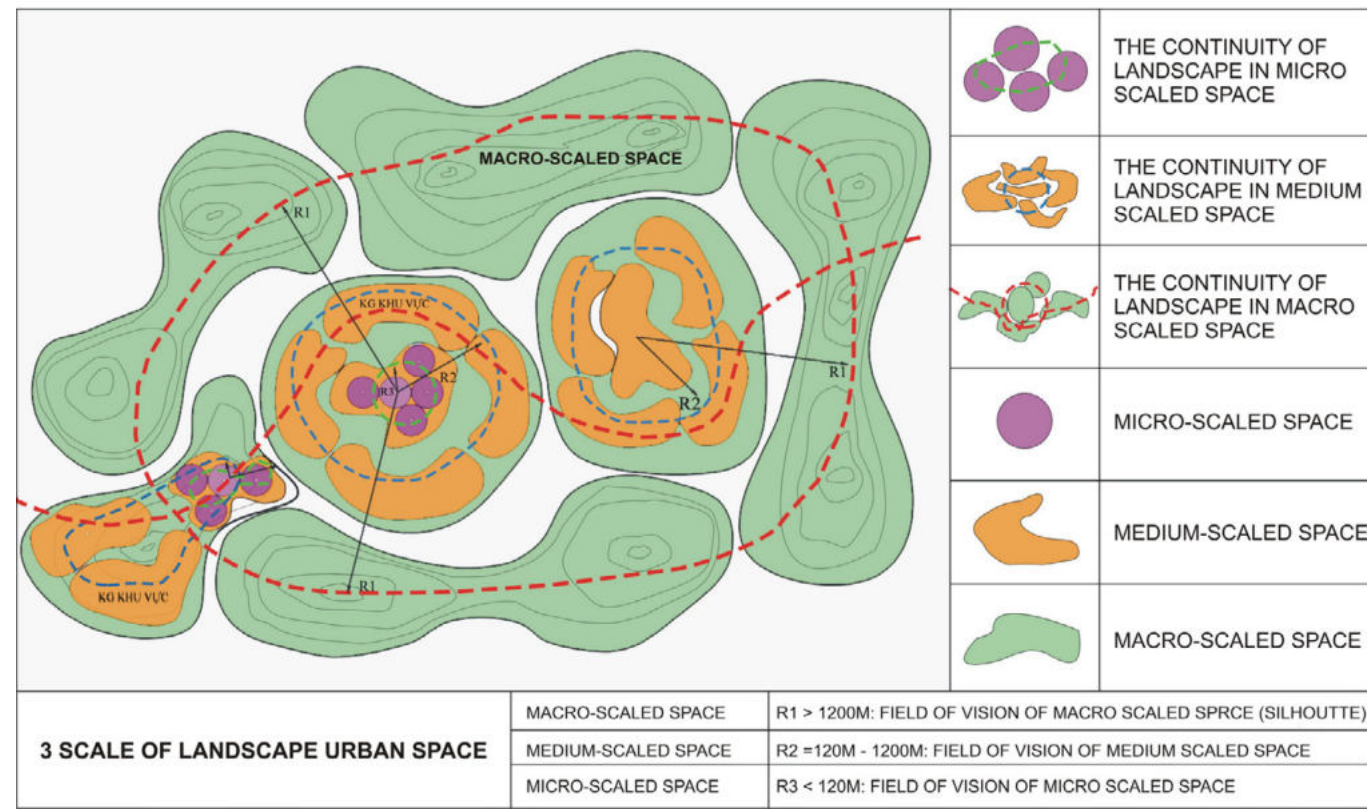 MACRO-SCALED SPACE
R1
KG KHU VỰC
R2
R3
R1
R2
R1
KG KHU VỰC
THE CONTINUITY OF
LANDSCAPE IN MICRO
SCALED SPACE
THE CONTINUITY OF
LANDSCAPE IN MEDIUM
SCALED SPACE
THE CONTINUITY OF
LANDSCAPE IN MACRO
SCALED SPACE
MICRO-SCALED SPACE
MEDIUM-SCALED SPACE
MACRO-SCALED SPACE
3 SCALE OF LANDSCAPE URBAN SPACE
MACRO-SCALED SPACE
R1 > 1200M: FIELD OF VISION OF MACRO SCALED SPRCE (SILHOUTTE)
MEDIUM-SCALED SPACE
R2 =120M - 1200M: FIELD OF VISION OF MEDIUM SCALED SPACE
MICRO-SCALED SPACE
R3 < 120M: FIELD OF VISION OF MICRO SCALED SPACE